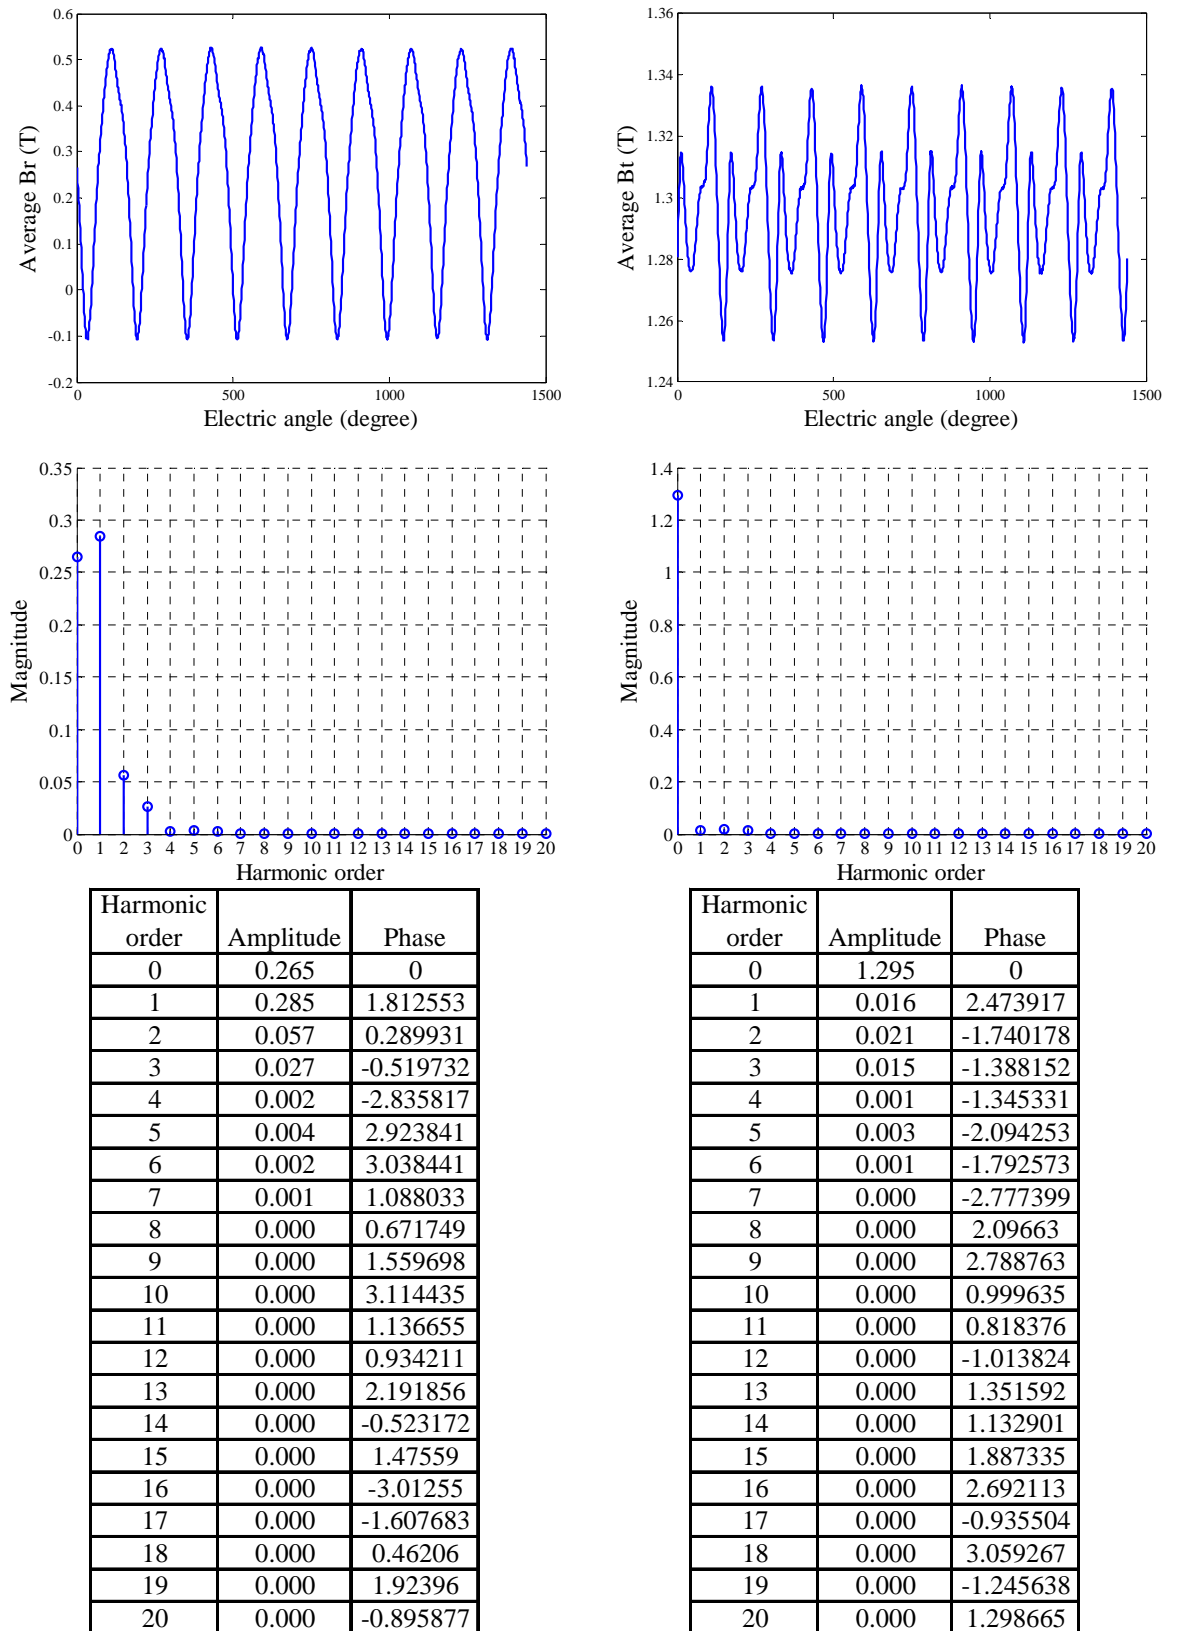 0.6
0.5
0.4
0.3
0.2
0.1
0
-0.1
-0.2
Average Br (T)
0 500 1000 1500
Electric angle (degree)
1.36
1.34
1.32
1.3
1.28
1.26
1.24
Average Bt (T)
0 500 1000 1500
Electric angle (degree)
0.35
0.3
0.25
0.2
0.15
0.1
0.05
0
Magnitude
0 1 2 3 4 5 6 7 8 9 10 11 12 13 14 15 16 17 18 19 20
Harmonic order
1.4
1.2
1
0.8
0.6
0.4
0.2
0
Magnitude
0 1 2 3 4 5 6 7 8 9 10 11 12 13 14 15 16 17 18 19 20
Harmonic order
Harmonic
order Amplitude Phase
0 0.265 0
1 0.285 1.812553
2 0.057 0.289931
3 0.027 -0.519732
4 0.002 -2.835817
5 0.004 2.923841
6 0.002 3.038441
7 0.001 1.088033
8 0.000 0.671749
9 0.000 1.559698
10 0.000 3.114435
11 0.000 1.136655
12 0.000 0.934211
13 0.000 2.191856
14 0.000 -0.523172
15 0.000 1.47559
16 0.000 -3.01255
17 0.000 -1.607683
18 0.000 0.46206
19 0.000 1.92396
20 0.000 -0.895877
Harmonic
order Amplitude Phase
0 1.295 0
1 0.016 2.473917
2 0.021 -1.740178
3 0.015 -1.388152
4 0.001 -1.345331
5 0.003 -2.094253
6 0.001 -1.792573
7 0.000 -2.777399
8 0.000 2.09663
9 0.000 2.788763
10 0.000 0.999635
11 0.000 0.818376
12 0.000 -1.013824
13 0.000 1.351592
14 0.000 1.132901
15 0.000 1.887335
16 0.000 2.692113
17 0.000 -0.935504
18 0.000 3.059267
19 0.000 -1.245638
20 0.000 1.298665